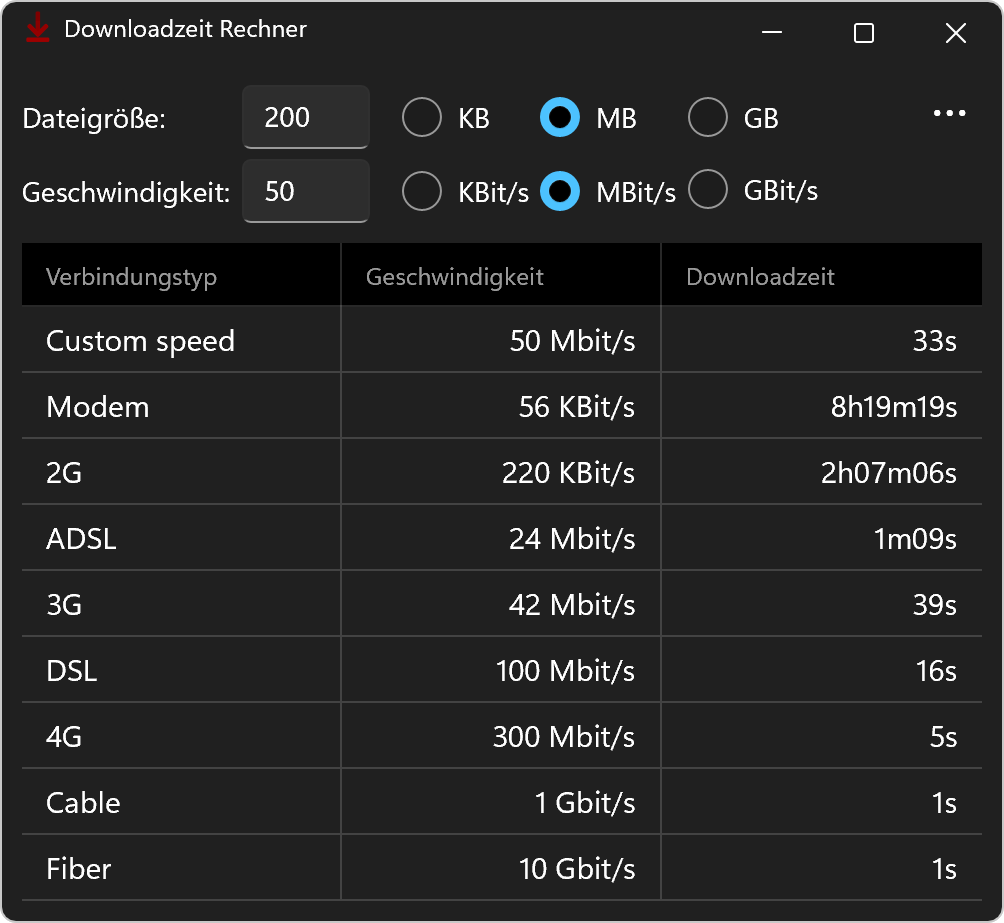 Downloadzeit Rechner
Dateigröße: 200 KB MB GB
Geschwindigkeit: 50 KBit/s MBit/s GBit/s
Verbindungstyp Geschwindigkeit Downloadzeit
Custom speed 50 Mbit/s 33s
Modem 56 KBit/s 8h19m19s
2G 220 KBit/s 2h07m06s
ADSL 24 Mbit/s 1m09s
3G 42 Mbit/s 39s
DSL 100 Mbit/s 16s
4G 300 Mbit/s 5s
Cable 1 Gbit/s 1s
Fiber 10 Gbit/s 1s